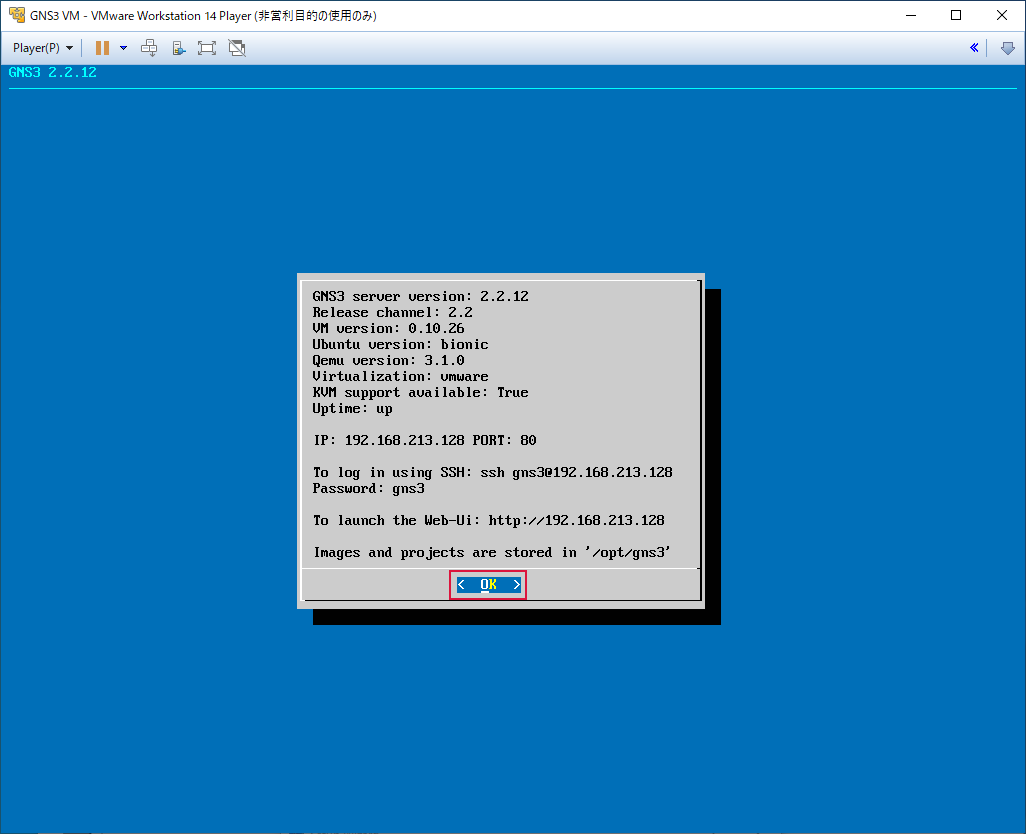 GNS3 VM - VMware Workstation 14 Player (非営利目的の使用のみ)
Player(P)
GNS3 2.2.12
GNS3 server version: 2.2.12
Release channel: 2.2
VM version: 0.10.26
Ubuntu version: bionic
Qemu version: 3.1.0
Virtualization: vmware
KVM support available: True
Uptime: up
IP: 192.168.213.128 PORT: 80
To log in using SSH: ssh gns3@192.168.213.128
Password: gns3
To launch the Web-Ui: http://192.168.213.128
Images and projects are stored in '/opt/gns3'
< OK >